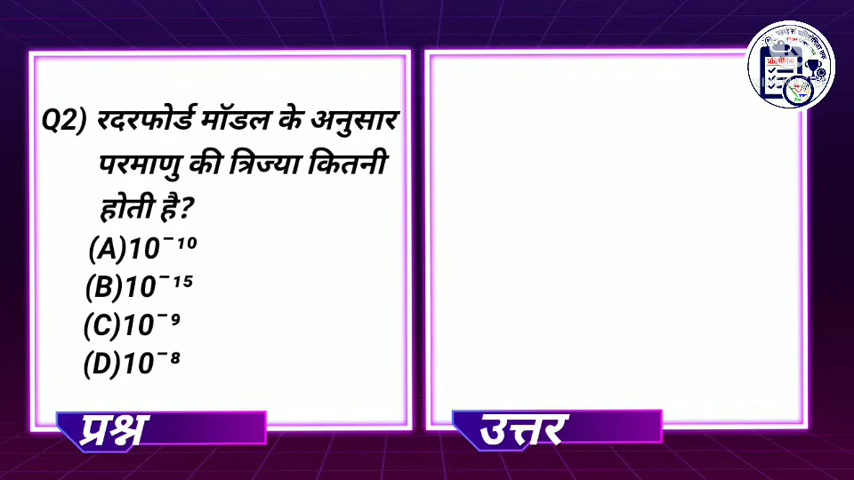 Q2) रदरफोर्ड मॉडल के अनुसार
परमाणु की त्रिज्या कितनी
होती है?
(A)10⁻¹⁰
(B)10⁻¹⁵
(C)10⁻⁹
(D)10⁻⁸
प्रश्न
उत्तर